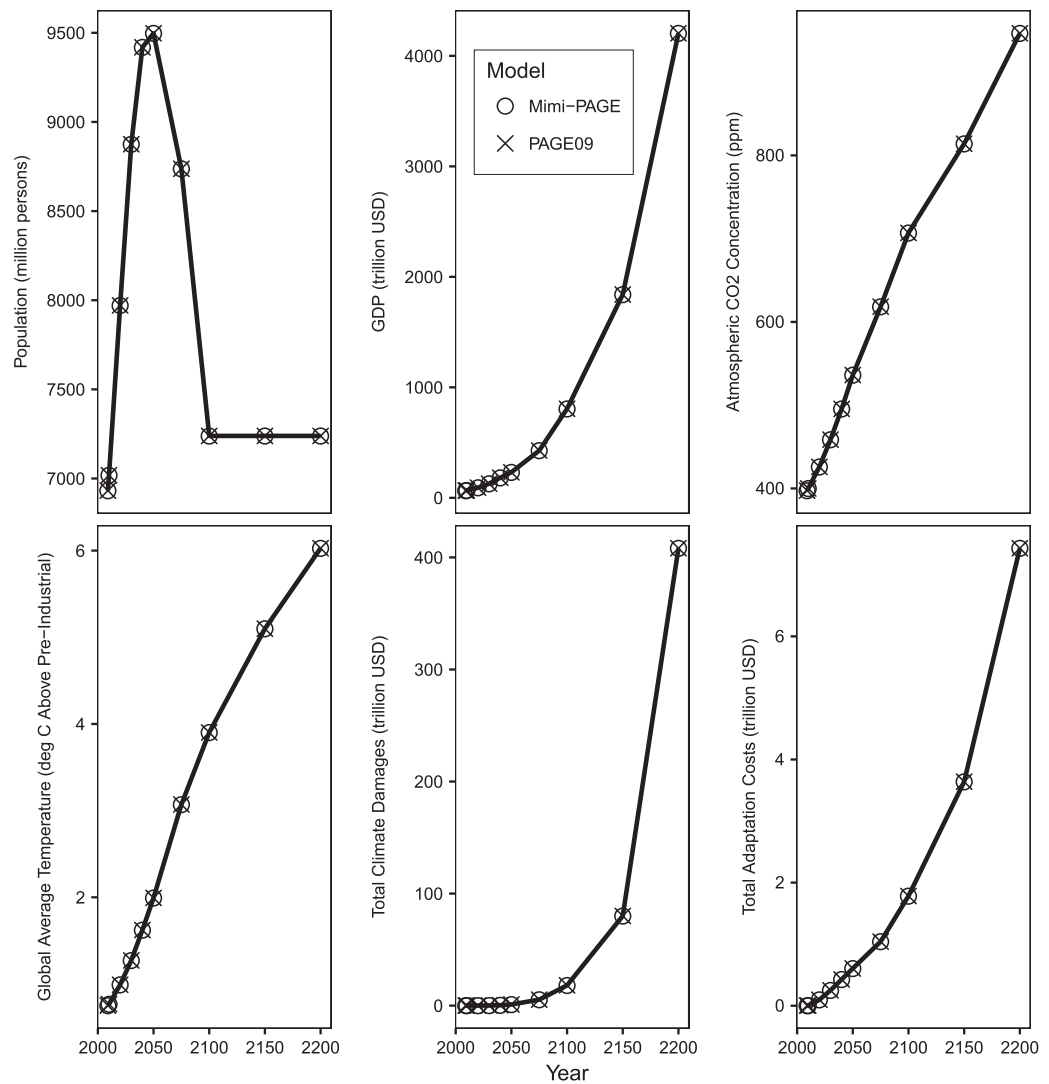 Population (million persons)
9500
9000
8500
8000
7500
7000
GDP (trillion USD)
4000
4000
2000
1000
0
Model
Mimi−PAGE
PAGE09
Atmospheric CO2 Concentration (ppm)
800
600
400
Global Average Temperature (deg C Above Pre−Industrial)
6
4
2
2000 2050 2100 2150 2200
Total Climate Damages (trillion USD)
400
300
200
100
0
2000 2050 2100 2150 2200
Total Adaptation Costs (trillion USD)
6
4
2
0
2000 2050 2100 2150 2200
Year